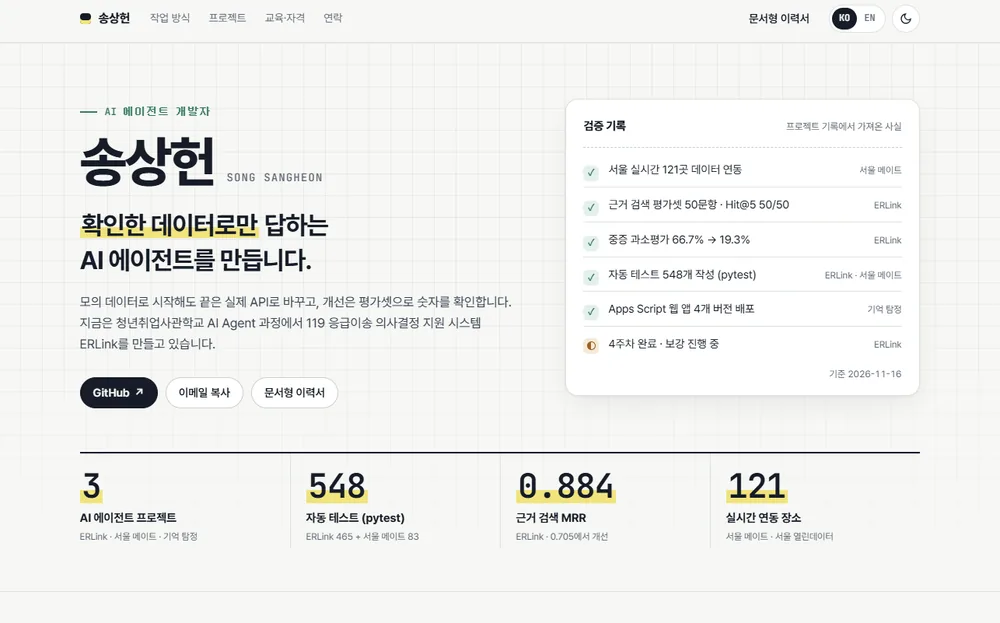 송상헌 작업 방식 프로젝트 교육·자격 연락 문서형 이력서 KO EN
AI 에이전트 개발자
송상헌 SONG SANGHEON
확인한 데이터로만 답하는
AI 에이전트를 만듭니다.
모의 데이터로 시작해도 끝은 실제 API로 바꾸고, 개선은 평가셋으로 숫자를 확인합니다.
지금은 청년취업사관학교 AI Agent 과정에서 119 응급이송 의사결정 지원 시스템
ERLink를 만들고 있습니다.
GitHub ↗ 이메일 복사 문서형 이력서
검증 기록 프로젝트 기록에서 가져온 사실
서울 실시간 121곳 데이터 연동 서울 메이트
근거 검색 평가셋 50문항 · Hit@5 50/50 ERLink
중증 과소평가 66.7% → 19.3% ERLink
자동 테스트 548개 작성 (pytest) ERLink · 서울 메이트
Apps Script 웹 앱 4개 버전 배포 기억 탐정
4주차 완료 · 보강 진행 중 ERLink
기준 2026-11-16
3
AI 에이전트 프로젝트
ERLink · 서울 메이트 · 기억 탐정
548
자동 테스트 (pytest)
ERLink 465 + 서울 메이트 83
0.884
근거 검색 MRR
ERLink · 0.705에서 개선
121
실시간 연동 장소
서울 메이트 · 서울 열린데이터